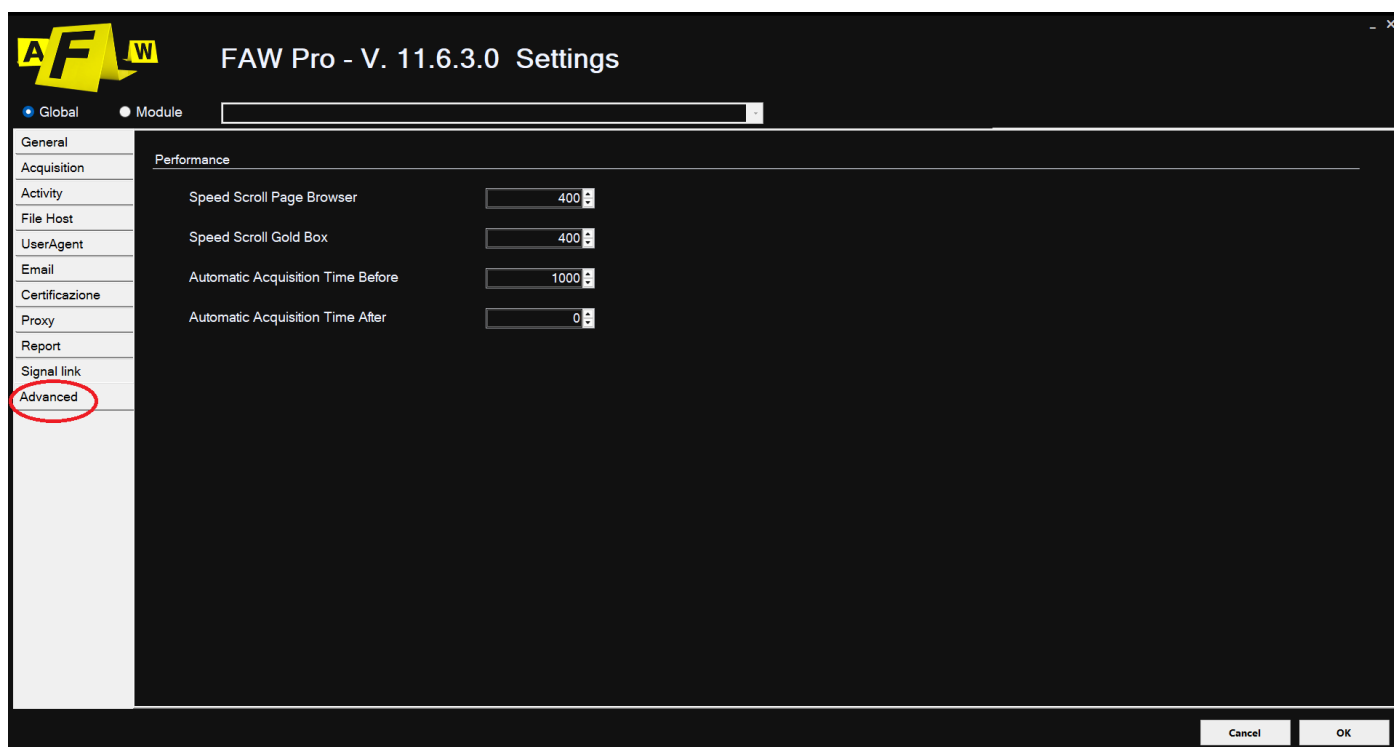 A F W
FAW Pro - V. 11.6.3.0 Settings
Global Module
General
Acquisition
Activity
File Host
UserAgent
Email
Certificazione
Proxy
Report
Signal link
Advanced
Performance
Speed Scroll Page Browser 400
Speed Scroll Gold Box 400
Automatic Acquisition Time Before 1000
Automatic Acquisition Time After 0
Cancel OK